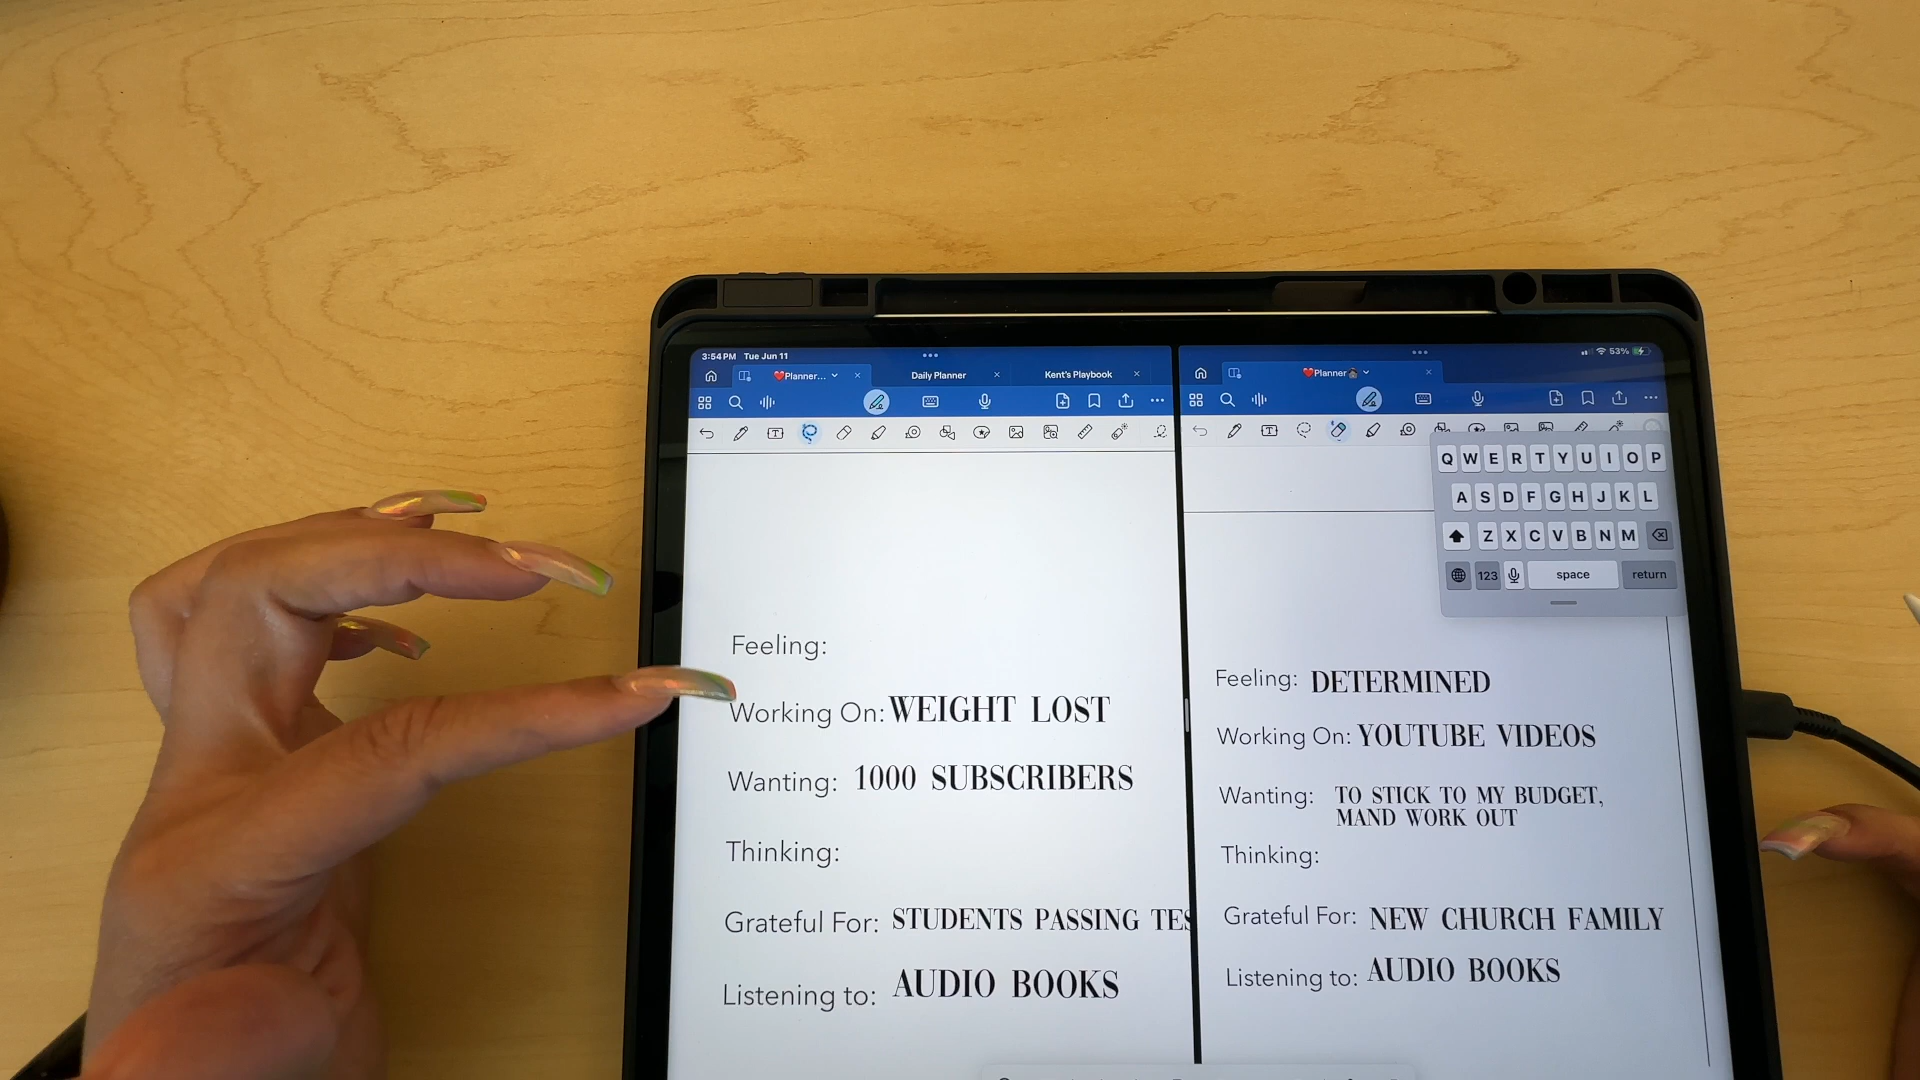 3:54 PM Tue Jun 11
53%
Planner...
Daily Planner
Kent's Playbook
Planner
Q W E R T Y U I O P
A S D F G H J K L
Z X C V B N M
123 space return
Feeling:
Working On: WEIGHT LOST
Wanting: 1000 SUBSCRIBERS
Thinking:
Grateful For: STUDENTS PASSING TES
Listening to: AUDIO BOOKS
Feeling: DETERMINED
Working On: YOUTUBE VIDEOS
Wanting: TO STICK TO MY BUDGET,
MAND WORK OUT
Thinking:
Grateful For: NEW CHURCH FAMILY
Listening to: AUDIO BOOKS